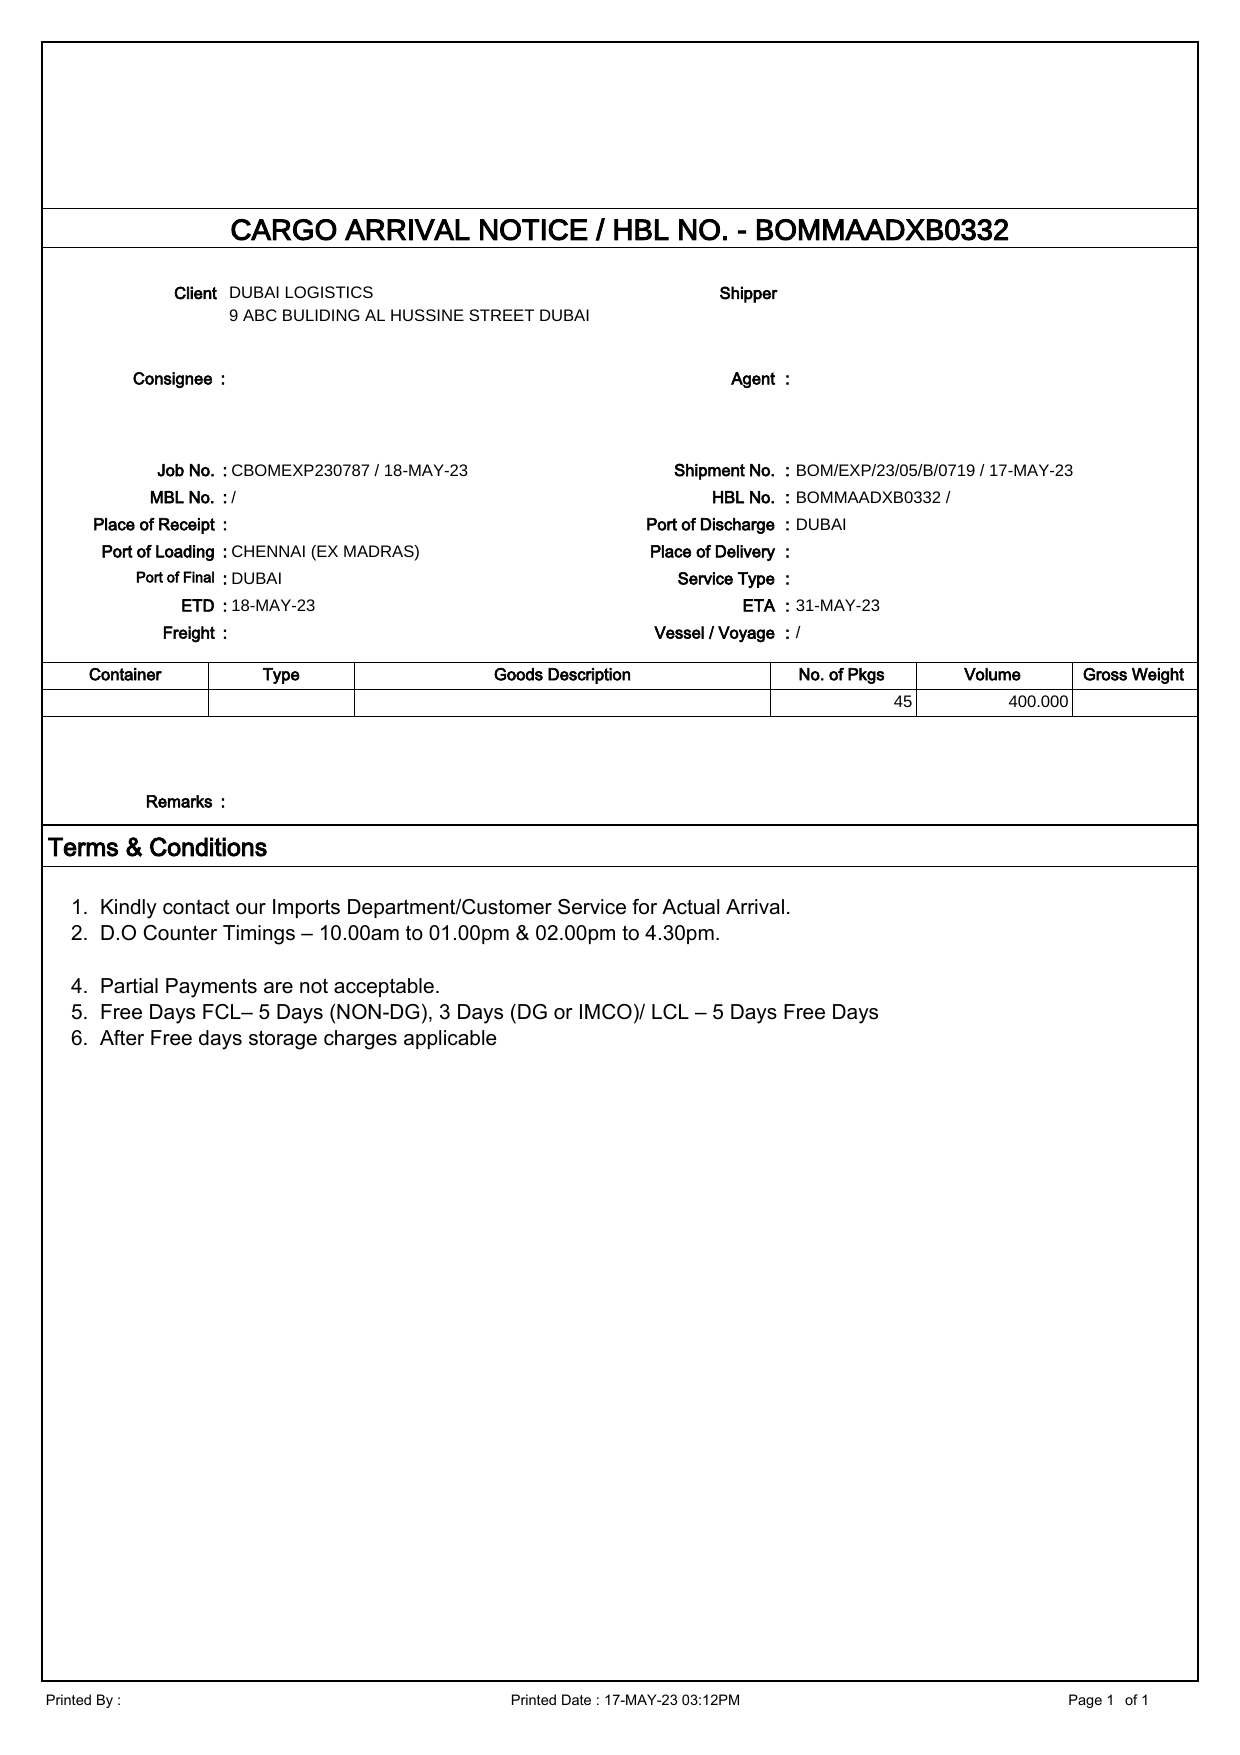 CARGO ARRIVAL NOTICE / HBL NO. - BOMMAADXB0332
Client DUBAI LOGISTICS
9 ABC BULIDING AL HUSSINE STREET DUBAI
Shipper
Consignee :
Agent :
Job No. : CBOMEXP230787 / 18-MAY-23
Shipment No. : BOM/EXP/23/05/B/0719 / 17-MAY-23
MBL No. : /
HBL No. : BOMMAADXB0332 /
Place of Receipt :
Port of Discharge : DUBAI
Port of Loading : CHENNAI (EX MADRAS)
Place of Delivery :
Port of Final : DUBAI
Service Type :
ETD : 18-MAY-23
ETA : 31-MAY-23
Freight :
Vessel / Voyage : /
Container Type Goods Description No. of Pkgs Volume Gross Weight
45 400.000
Remarks :
Terms & Conditions
1. Kindly contact our Imports Department/Customer Service for Actual Arrival.
2. D.O Counter Timings – 10.00am to 01.00pm & 02.00pm to 4.30pm.
4. Partial Payments are not acceptable.
5. Free Days FCL– 5 Days (NON-DG), 3 Days (DG or IMCO)/ LCL – 5 Days Free Days
6. After Free days storage charges applicable
Printed By : Printed Date : 17-MAY-23 03:12PM Page 1 of 1